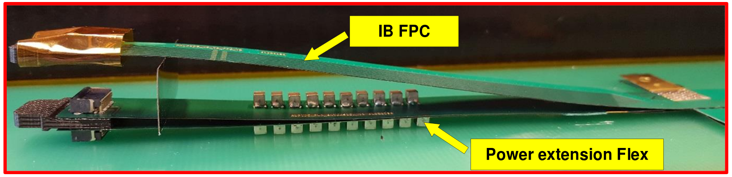 IB FPC
Power extension Flex